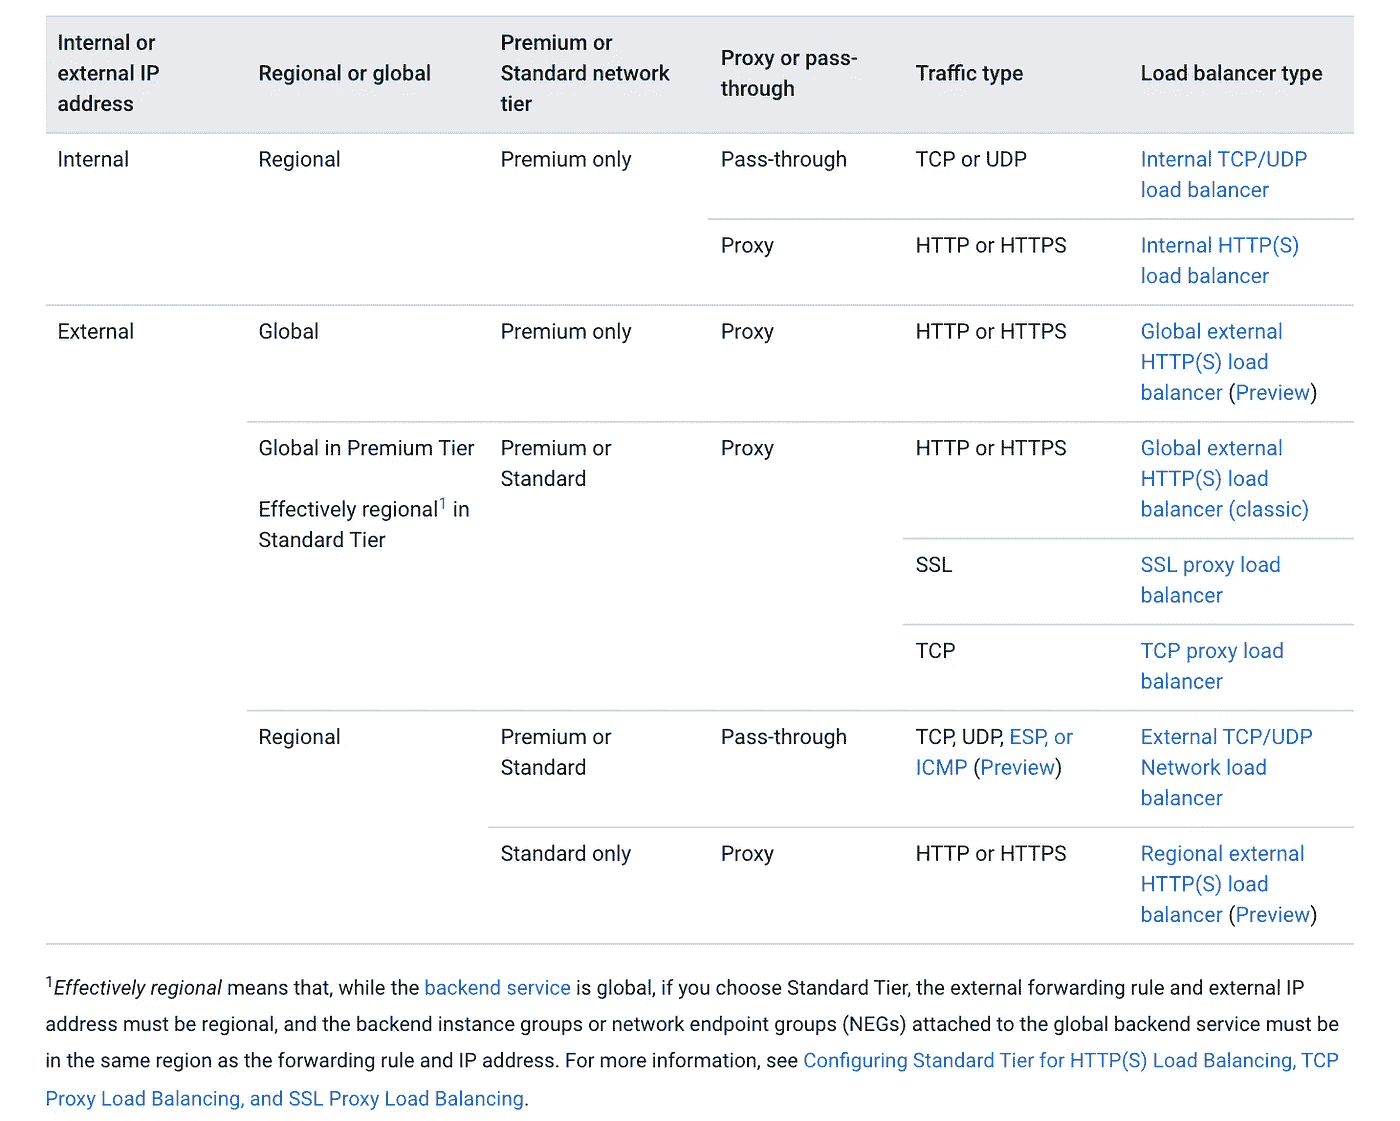 Internal or
external IP
address
Regional or global
Premium or
Standard network
tier
Proxy or pass-
through
Traffic type
Load balancer type
Internal
Regional
Premium only
Pass-through
TCP or UDP
Internal TCP/UDP
load balancer
Proxy
HTTP or HTTPS
Internal HTTP(S)
load balancer
External
Global
Premium only
Proxy
HTTP or HTTPS
Global external
HTTP(S) load
balancer (Preview)
Global in Premium Tier
Effectively regional1 in
Standard Tier
Premium or
Standard
Proxy
HTTP or HTTPS
Global external
HTTP(S) load
balancer (classic)
SSL
SSL proxy load
balancer
TCP
TCP proxy load
balancer
Regional
Premium or
Standard
Pass-through
TCP, UDP, ESP, or
ICMP (Preview)
External TCP/UDP
Network load
balancer
Standard only
Proxy
HTTP or HTTPS
Regional external
HTTP(S) load
balancer (Preview)
1Effectively regional means that, while the backend service is global, if you choose Standard Tier, the external forwarding rule and external IP
address must be regional, and the backend instance groups or network endpoint groups (NEGs) attached to the global backend service must be
in the same region as the forwarding rule and IP address. For more information, see Configuring Standard Tier for HTTP(S) Load Balancing, TCP
Proxy Load Balancing, and SSL Proxy Load Balancing.